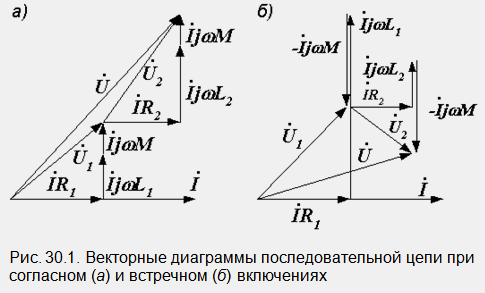 а)
б)
İjωM
U̇
U̇₂
İjωL₂
İR₂
U̇₁
İjωM
İR₁
İjωL₁
İ
İjωL₁
-İjωM
İjωL₂
İR₂
-İjωM
U̇₁
U̇₂
U̇
İ
İR₁
Рис. 30.1. Векторные диаграммы последовательной цепи при
согласном (а) и встречном (б) включениях